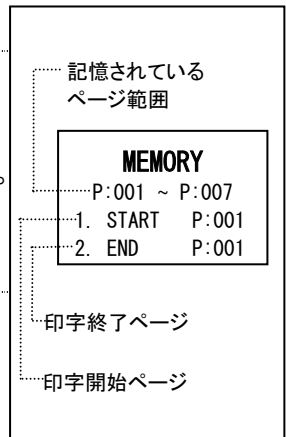 記憶されている
ページ範囲
MEMORY
P:001 ~ P:007
1. START P:001
2. END P:001
印字終了ページ
印字開始ページ